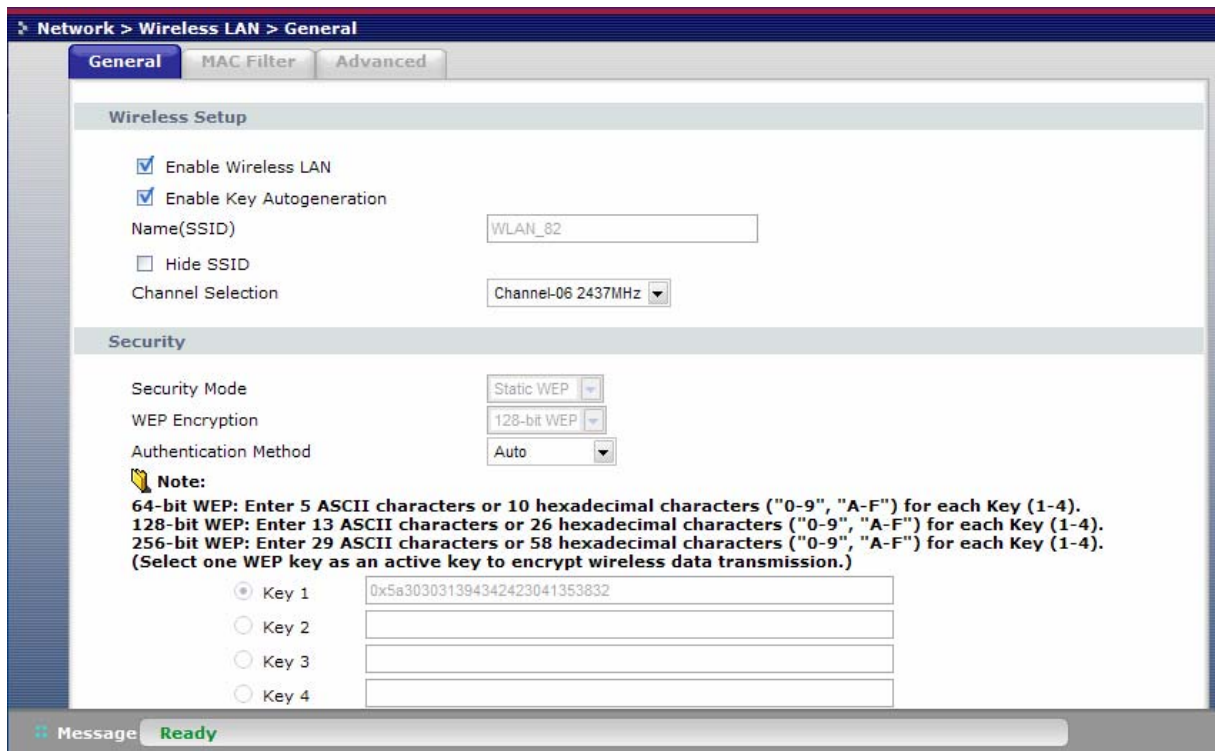 Network > Wireless LAN > General
General MAC Filter Advanced
Wireless Setup
Enable Wireless LAN
Enable Key Autogeneration
Name(SSID) WLAN_82
Hide SSID
Channel Selection Channel-06 2437MHz
Security
Security Mode Static WEP
WEP Encryption 128-bit WEP
Authentication Method Auto
Note:
64-bit WEP: Enter 5 ASCII characters or 10 hexadecimal characters ("0-9", "A-F") for each Key (1-4).
128-bit WEP: Enter 13 ASCII characters or 26 hexadecimal characters ("0-9", "A-F") for each Key (1-4).
256-bit WEP: Enter 29 ASCII characters or 58 hexadecimal characters ("0-9", "A-F") for each Key (1-4).
(Select one WEP key as an active key to encrypt wireless data transmission.)
Key 1 0x5a303031394342423041353832
Key 2
Key 3
Key 4
Message Ready